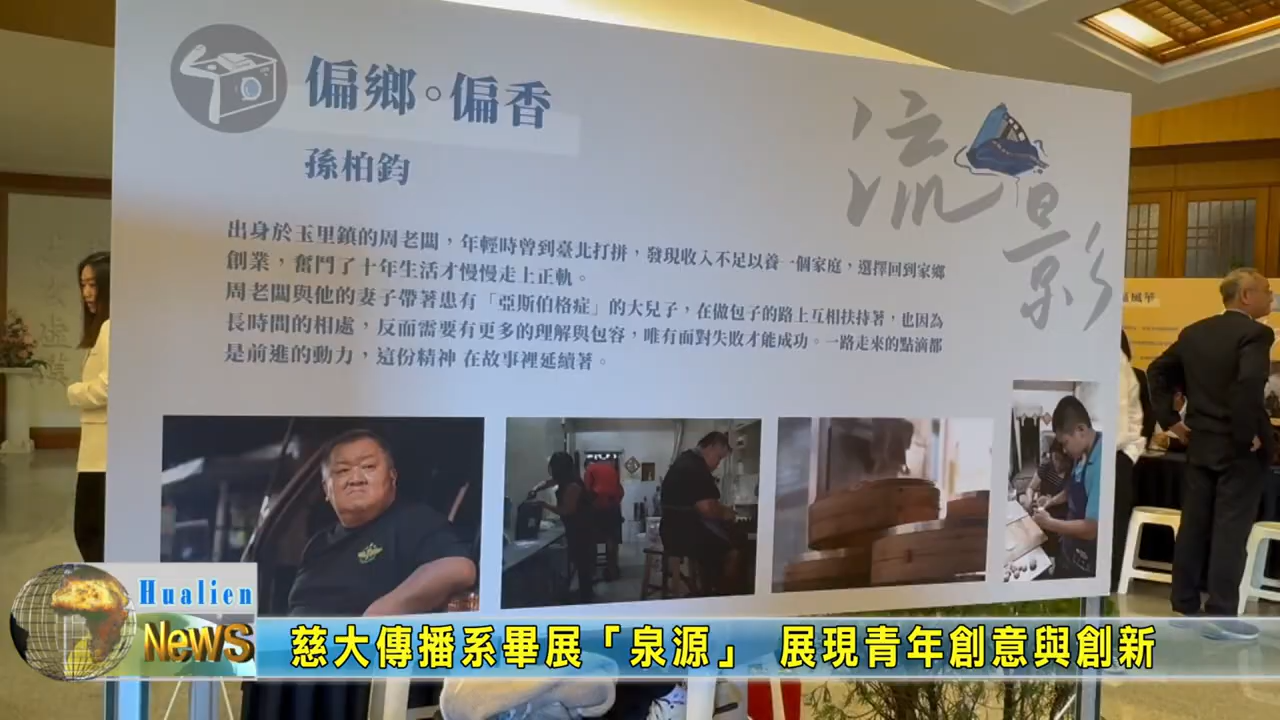 偏鄉。偏香
孫柏鈞
流影
出身於玉里鎮的周老闆，年輕時曾到臺北打拼，發現收入不足以養一個家庭，選擇回到家鄉
創業，奮鬥了十年生活才慢慢走上正軌。
周老闆與他的妻子帶著患有「亞斯伯格症」的大兒子，在做包子的路上互相扶持著，也因為
長時間的相處，反而需要有更多的理解與包容，唯有面對失敗才能成功。一路走來的點滴都
是前進的動力，這份精神 在故事裡延續著。
Hualien
NewS
慈大傳播系畢展「泉源」 展現青年創意與創新